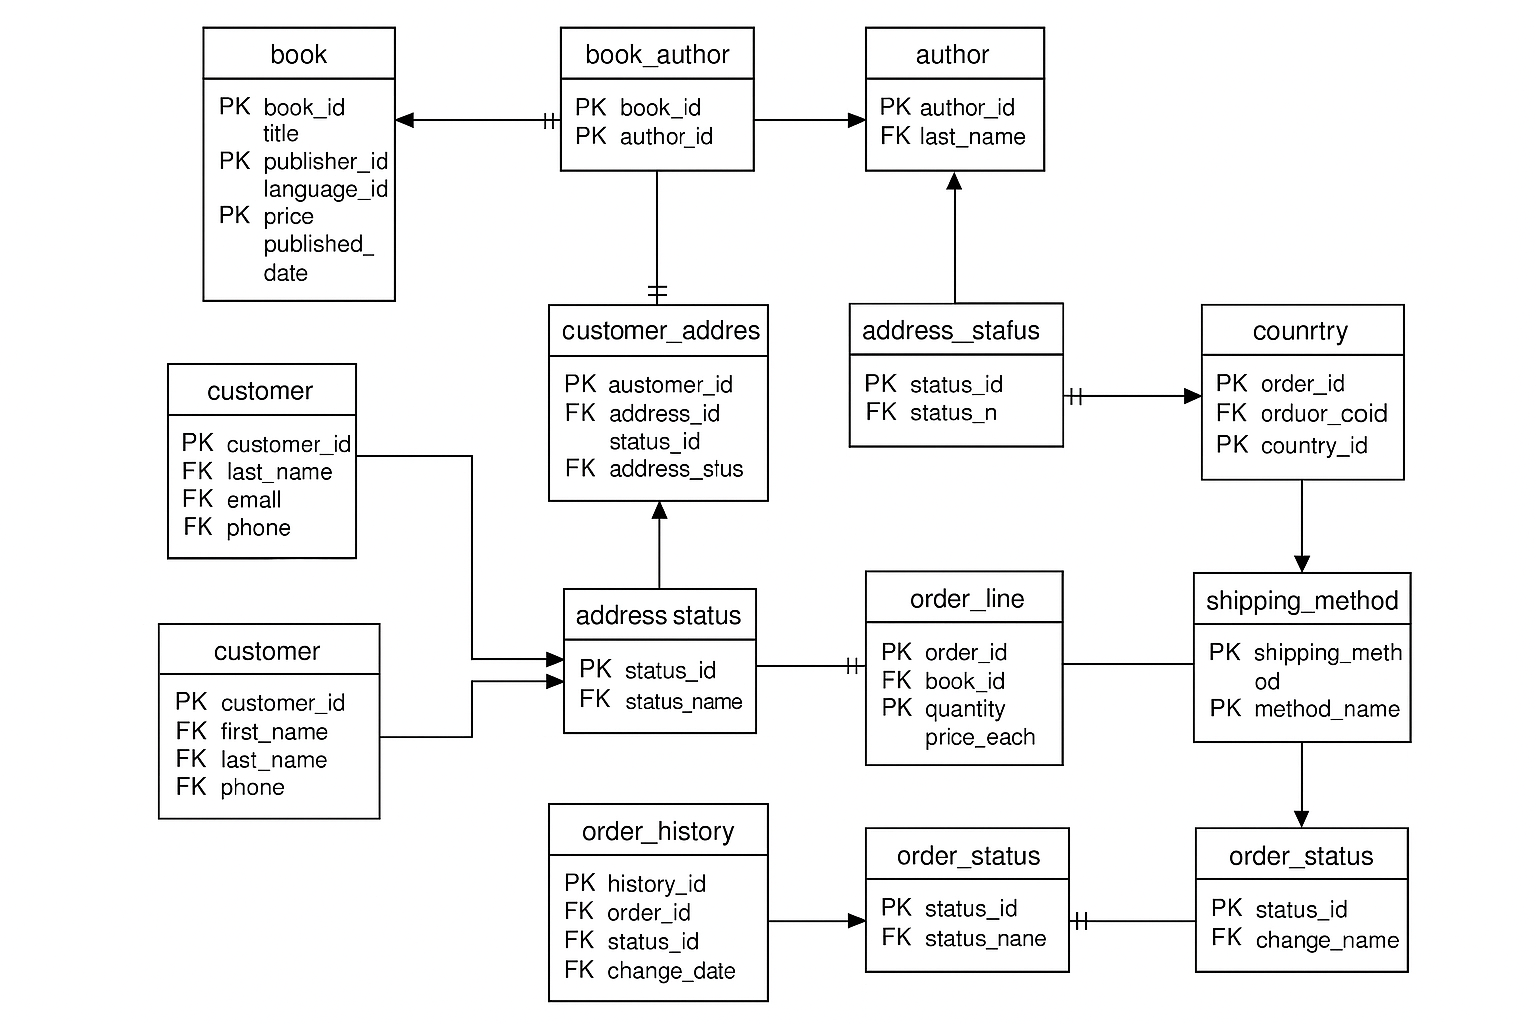 book
PK book_id
title
PK publisher_id
language_id
PK price
published_
date
book_author
PK book_id
PK author_id
author
PK author_id
FK last_name
customer_addres
PK austomer_id
FK address_id
status_id
FK address_stus
address_stafus
PK status_id
FK status_n
counrtry
PK order_id
FK orduor_coid
PK country_id
customer
PK customer_id
FK last_name
FK emall
FK phone
customer
PK customer_id
FK first_name
FK last_name
FK phone
address status
PK status_id
FK status_name
order_line
PK order_id
FK book_id
PK quantity
price_each
shipping_method
PK shipping_meth
od
PK method_name
order_history
PK history_id
FK order_id
FK status_id
FK change_date
order_status
PK status_id
FK status_nane
order_status
PK status_id
FK change_name